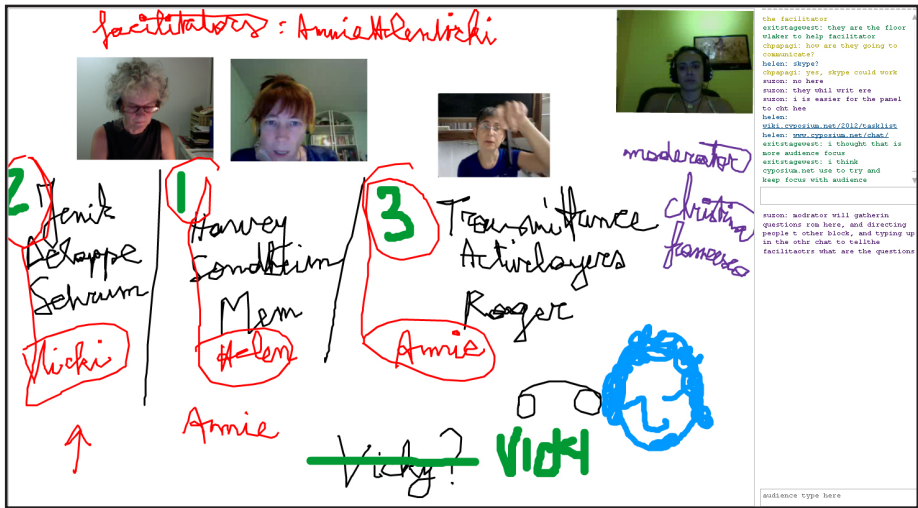 facilitators : Annie Helen Vicki
2
Jenik
Deloppe
Schrum
Vicki
1
Harvey
Sondheim
Mem
Helen
Annie
3
Transmittance
Activelayers
Roger
Annie
moderator
christina
francesco
Vicky?
VICKI
the facilitator
exitstagewest: they are the floor
wlaker to help facilitator
chpapagi: how are they going to
communicate?
helen: skype?
chpapagi: yes, skype could work
suzon: no here
suzon: they whil writ ere
suzon: i is easier for the panel
to cht hee
helen:
wiki.cyposium.net/2012/tasklist
helen: www.cyposium.net/chat/
exitstagewest: i thought that is
more audience focus
exitstagewest: i think
cyposium.net use to try and
keep focus with audience
suzon: modrator will gatherin
questions rom here, and directing
people t other block, and typing up
in the othr chat to tellthe
facilitaotrs what are the questions
audience type here